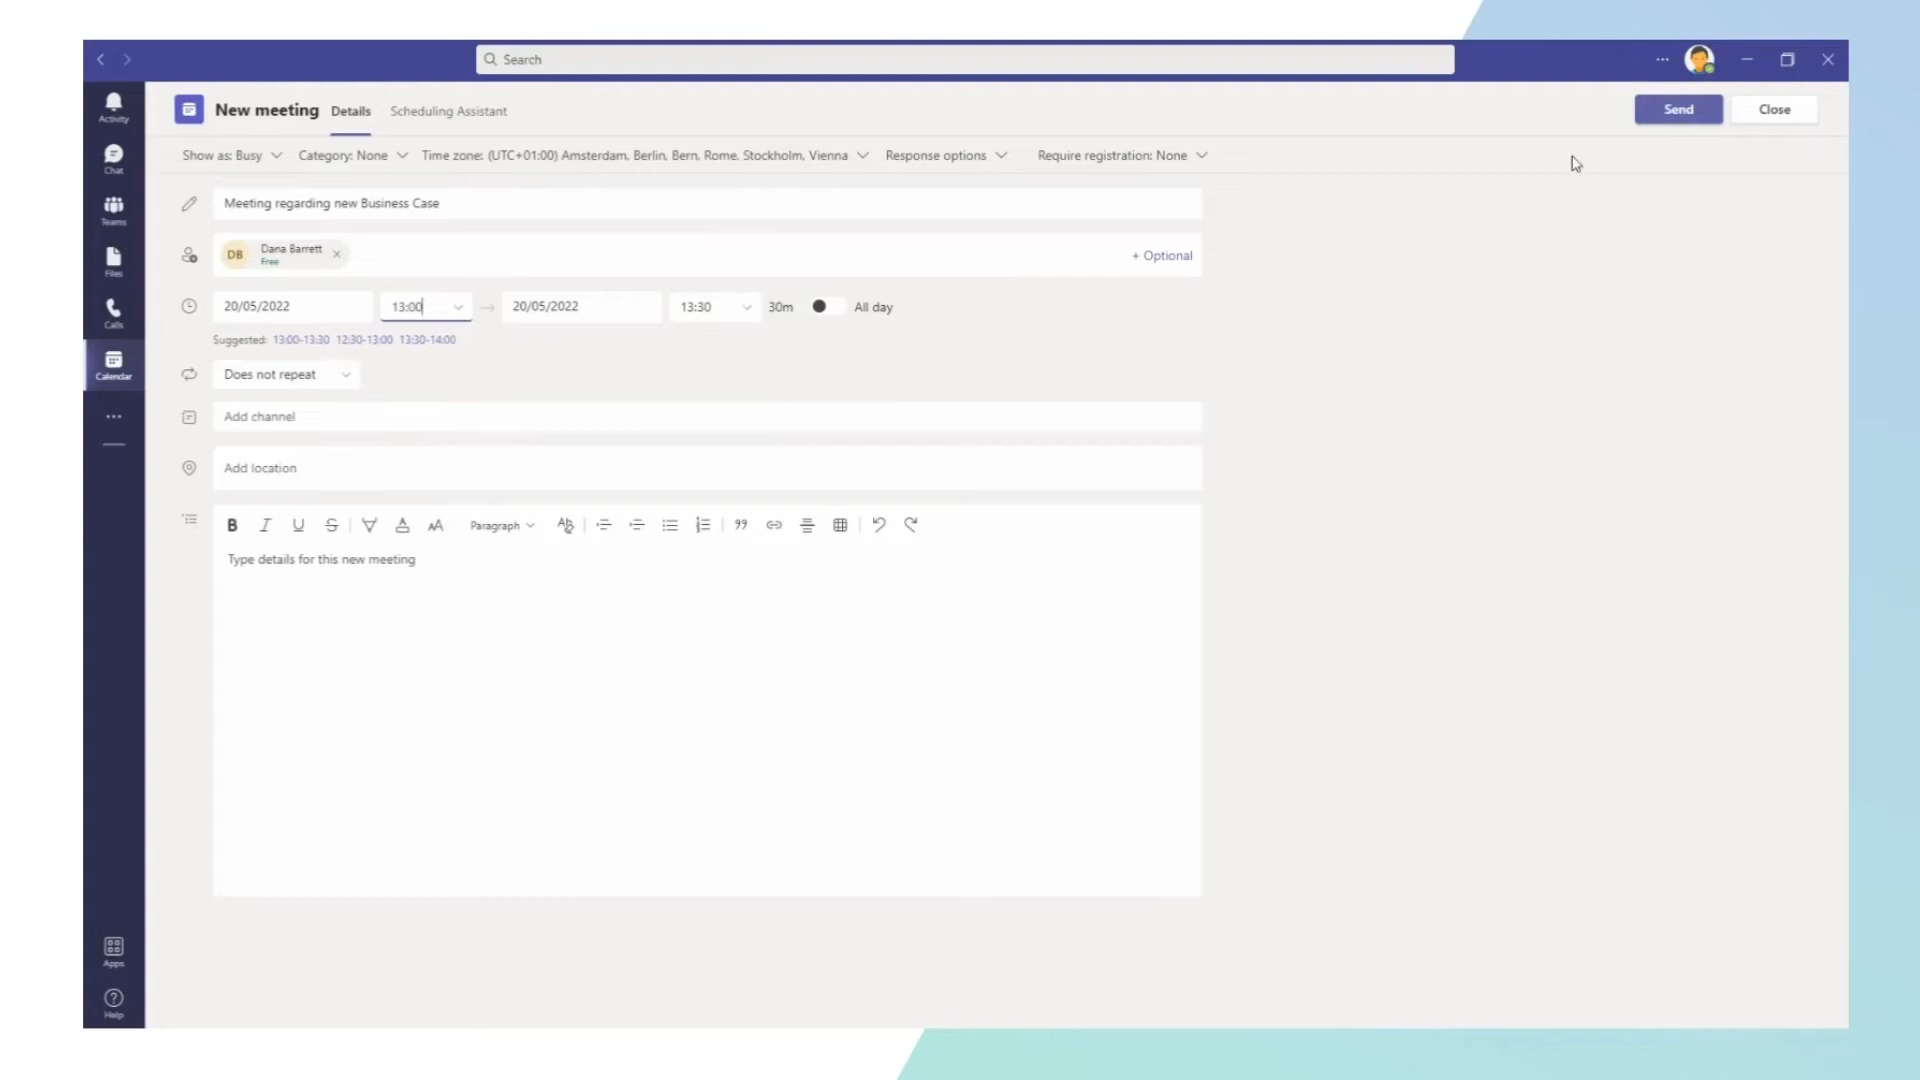 Search
Activity
Chat
Teams
Files
Calls
Calendar
Apps
Help
New meeting Details Scheduling Assistant
Send Close
Show as: Busy Category: None Time zone: (UTC+01:00) Amsterdam, Berlin, Bern, Rome, Stockholm, Vienna Response options Require registration: None
Meeting regarding new Business Case
DB Dana Barrett
Free
+ Optional
20/05/2022 13:00 → 20/05/2022 13:30 30m All day
Suggested: 13:00-13:30 12:30-13:00 13:30-14:00
Does not repeat
Add channel
Add location
B I U S Paragraph
Type details for this new meeting